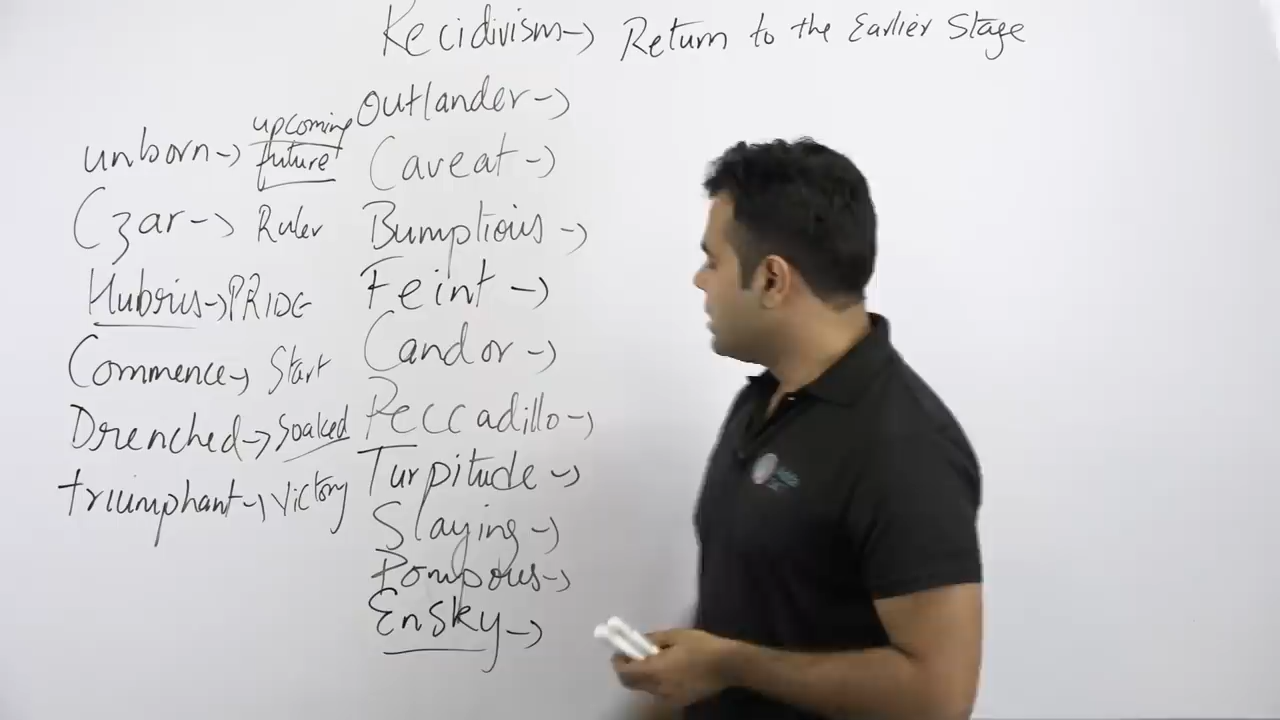 Recidivism → Return to the Earlier Stage
Outlander →
Caveat →
Bumptious →
Feint →
Candor →
Peccadillo →
Turpitude →
Slaying →
Pompous →
Ensky →
unborn → upcoming
future
Czar → Ruler
Hubris → PRIDE
Commence → Start
Drenched → Soaked
triumphant → victory